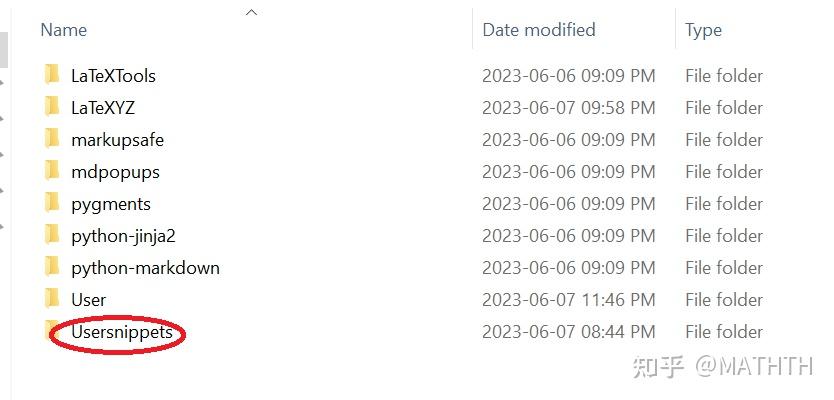 Name Date modified Type
LaTeXTools 2023-06-06 09:09 PM File folder
LaTeXYZ 2023-06-07 09:58 PM File folder
markupsafe 2023-06-06 09:09 PM File folder
mdpopups 2023-06-06 09:09 PM File folder
pygments 2023-06-06 09:09 PM File folder
python-jinja2 2023-06-06 09:09 PM File folder
python-markdown 2023-06-06 09:09 PM File folder
User 2023-06-07 11:46 PM File folder
Usersnippets 2023-06-07 08:44 PM File folder
知乎 @MATHTH